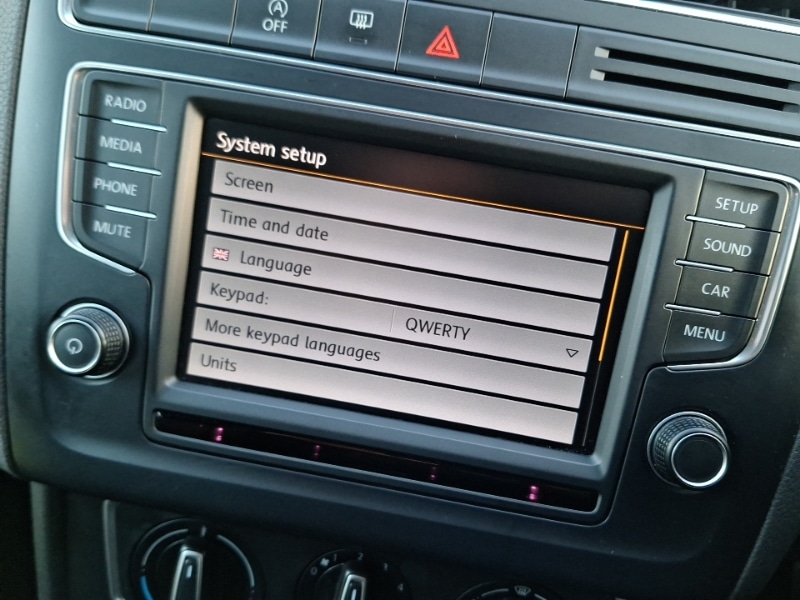 OFF
RADIO
MEDIA
PHONE
MUTE
System setup
Screen
Time and date
Language
Keypad: QWERTY
More keypad languages
Units
SETUP
SOUND
CAR
MENU